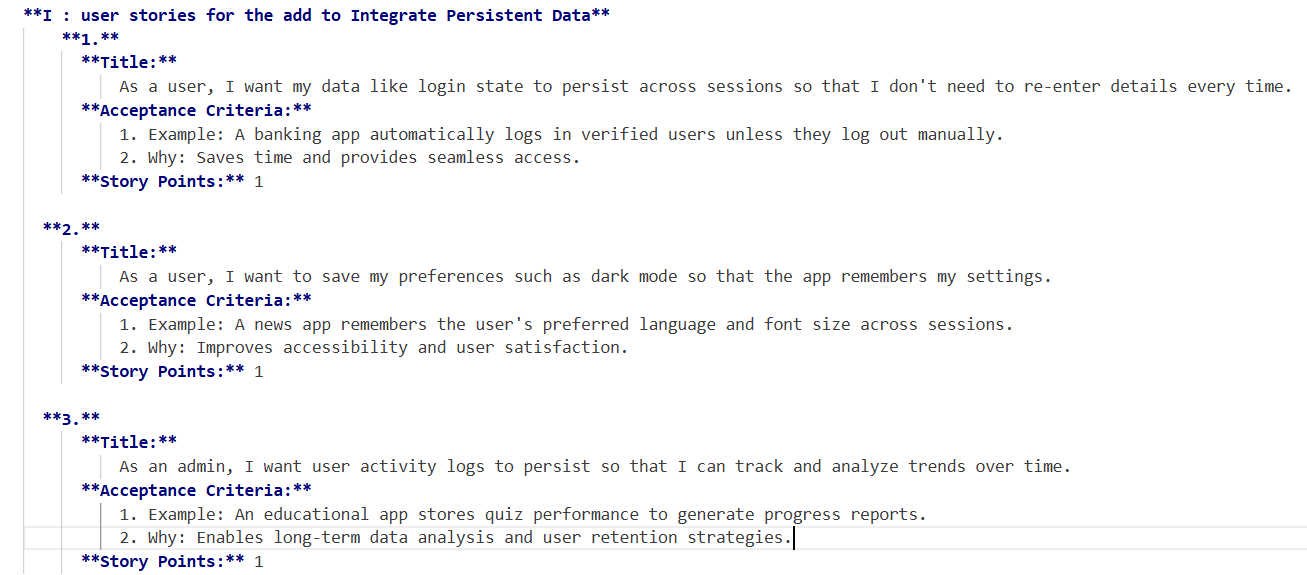 **I : user stories for the add to Integrate Persistent Data**
**1.**
**Title:**
As a user, I want my data like login state to persist across sessions so that I don't need to re-enter details every time.
**Acceptance Criteria:**
1. Example: A banking app automatically logs in verified users unless they log out manually.
2. Why: Saves time and provides seamless access.
**Story Points:** 1
**2.**
**Title:**
As a user, I want to save my preferences such as dark mode so that the app remembers my settings.
**Acceptance Criteria:**
1. Example: A news app remembers the user's preferred language and font size across sessions.
2. Why: Improves accessibility and user satisfaction.
**Story Points:** 1
**3.**
**Title:**
As an admin, I want user activity logs to persist so that I can track and analyze trends over time.
**Acceptance Criteria:**
1. Example: An educational app stores quiz performance to generate progress reports.
2. Why: Enables long-term data analysis and user retention strategies.
**Story Points:** 1